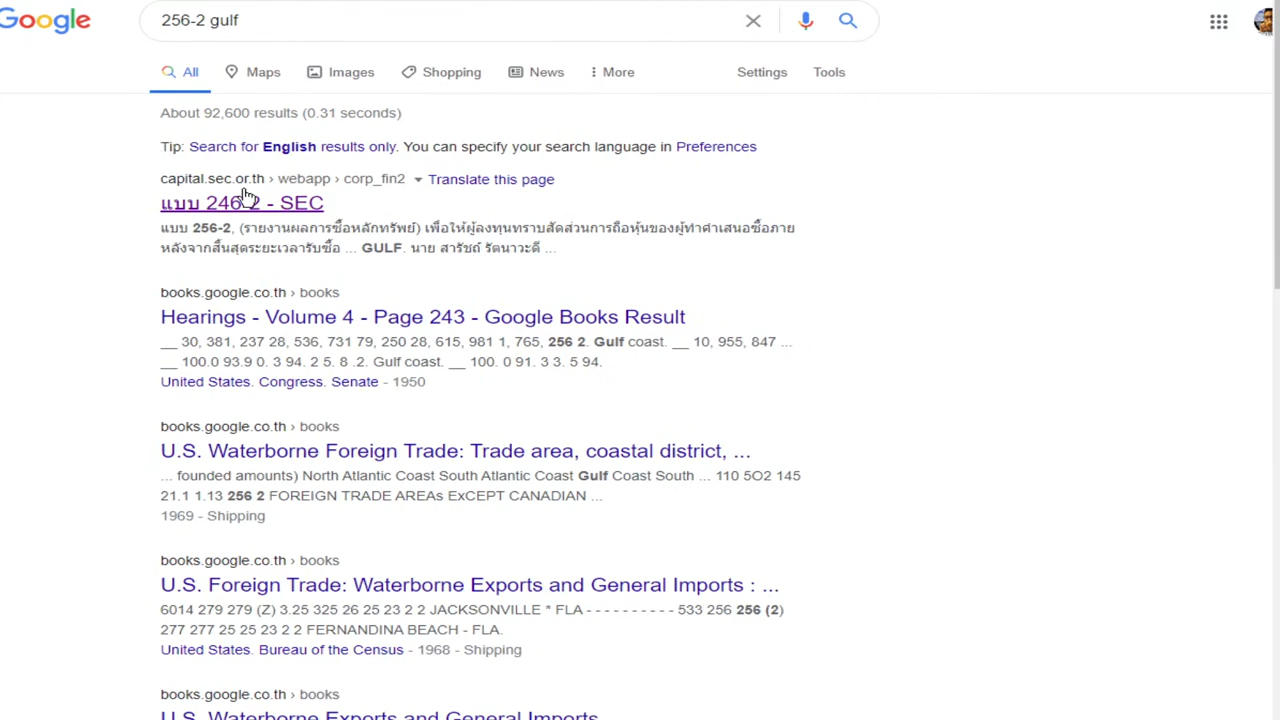 Google
256-2 gulf
All
Maps
Images
Shopping
News
More
Settings
Tools
About 92,600 results (0.31 seconds)
Tip: Search for English results only. You can specify your search language in Preferences
capital.sec.or.th › webapp › corp_fin2 Translate this page
แบบ 246-2 - SEC
แบบ 256-2, (รายงานผลการซื้อหลักทรัพย์) เพื่อให้ผู้ลงทุนทราบสัดส่วนการถือหุ้นของผู้ทำคำเสนอซื้อภาย
หลังจากสิ้นสุดระยะเวลารับซื้อ ... GULF. นาย สารัชถ์ รัตนาวะดี ...
books.google.co.th › books
Hearings - Volume 4 - Page 243 - Google Books Result
__ 30, 381, 237 28, 536, 731 79, 250 28, 615, 981 1, 765, 256 2. Gulf coast. __ 10, 955, 847 ...
__ 100.0 93.9 0. 3 94. 2 5. 8 .2. Gulf coast. __ 100. 0 91. 3 3. 5 94.
United States. Congress. Senate - 1950
books.google.co.th › books
U.S. Waterborne Foreign Trade: Trade area, coastal district, ...
... founded amounts) North Atlantic Coast South Atlantic Coast Gulf Coast South ... 110 5O2 145
21.1 1.13 256 2 FOREIGN TRADE AREAs ExCEPT CANADIAN ...
1969 - Shipping
books.google.co.th › books
U.S. Foreign Trade: Waterborne Exports and General Imports : ...
6014 279 279 (Z) 3.25 325 26 25 23 2 2 JACKSONVILLE * FLA - - - - - - - - - - 533 256 256 (2)
277 277 25 25 23 2 2 FERNANDINA BEACH - FLA.
United States. Bureau of the Census - 1968 - Shipping
books.google.co.th › books
U.S. Waterborne Exports and General Imports